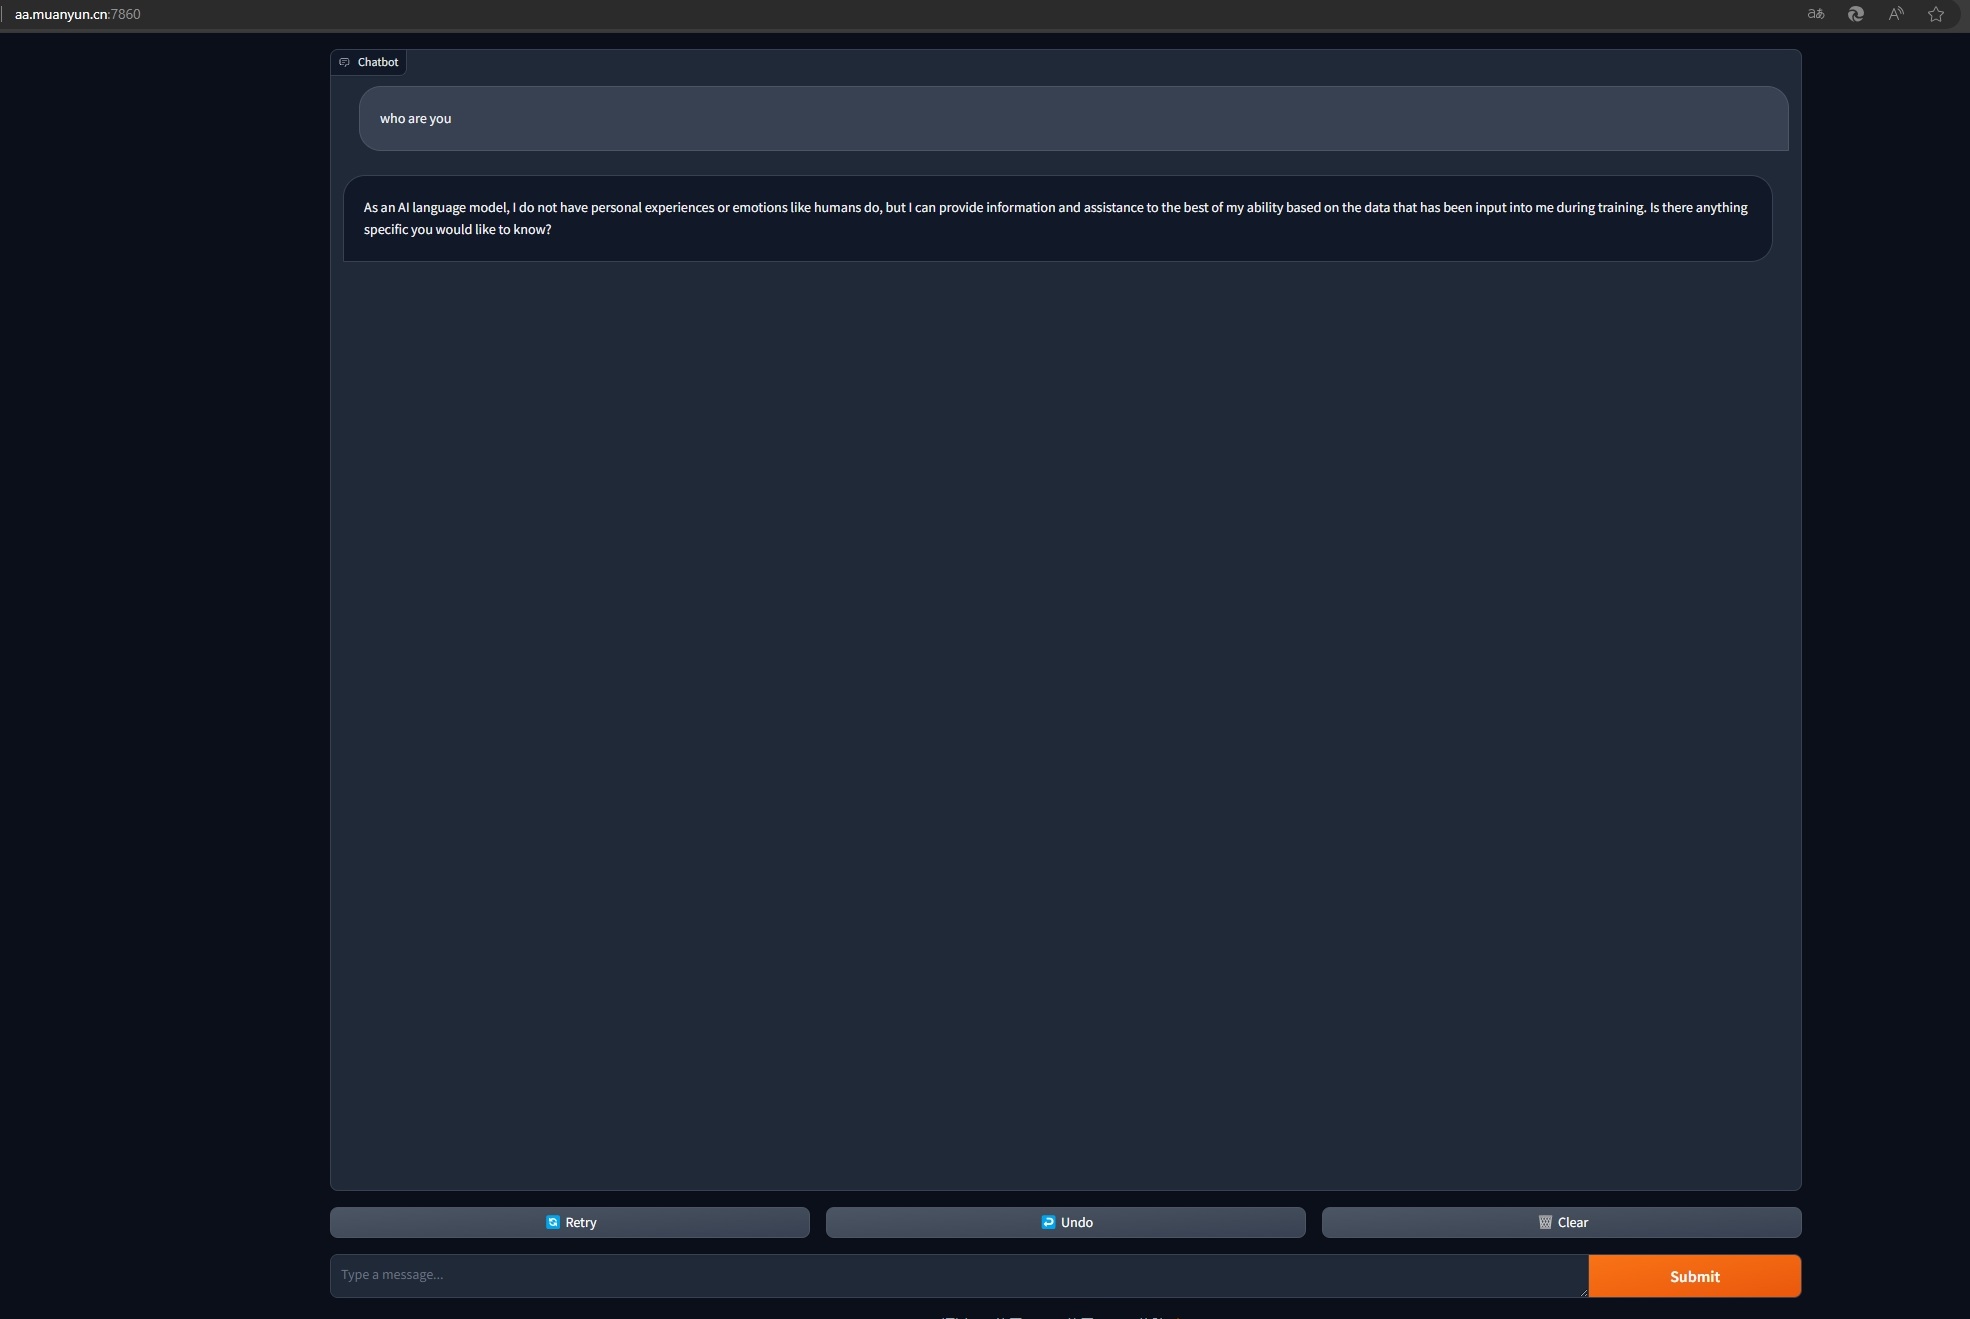 aa.muanyun.cn:7860
aあ
A
Chatbot
who are you
As an AI language model, I do not have personal experiences or emotions like humans do, but I can provide information and assistance to the best of my ability based on the data that has been input into me during training. Is there anything
specific you would like to know?
Retry
Undo
Clear
Type a message...
Submit